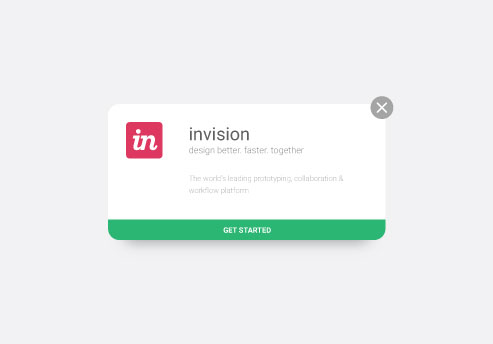 in
invision
design better. faster. together
The world's leading prototyping, collaboration &
workflow platform
GET STARTED